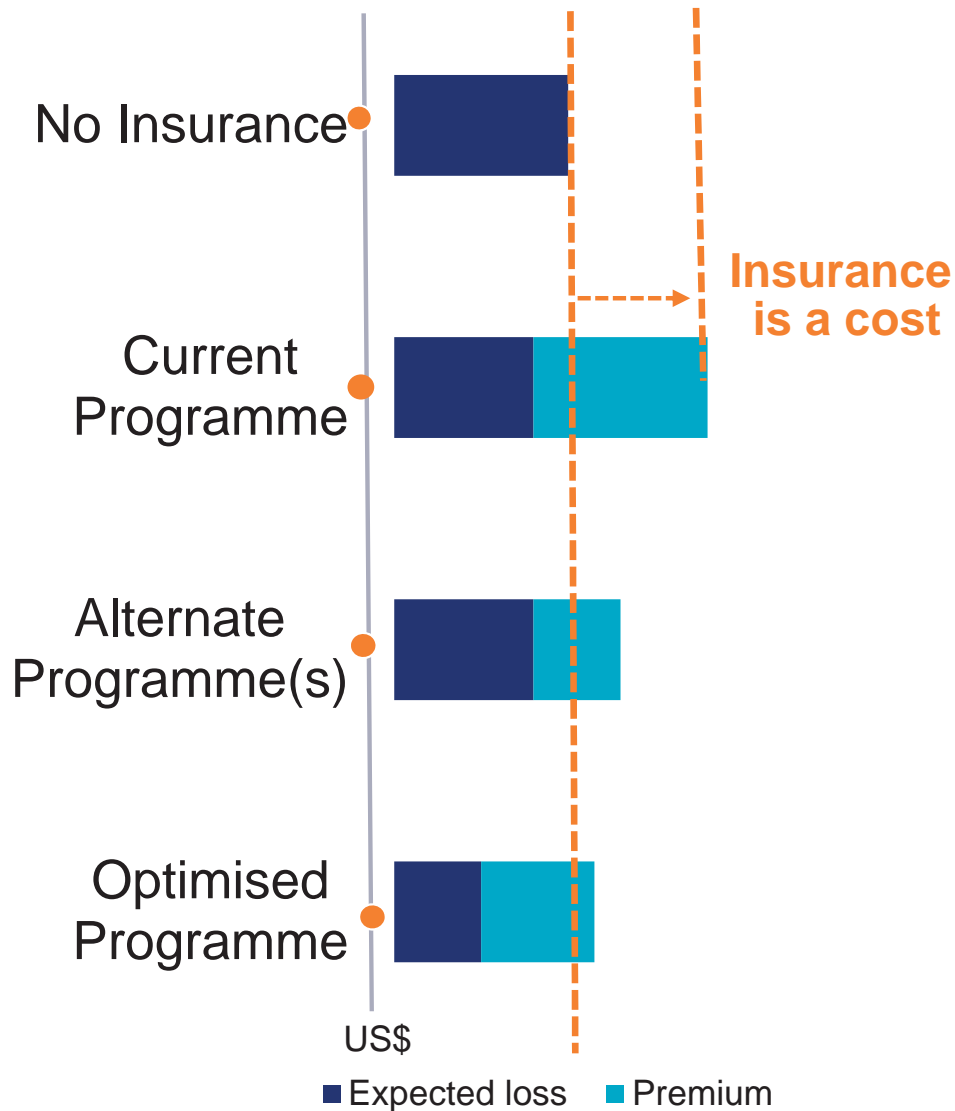 No Insurance
Insurance
is a cost
Current
Programme
Alternate
Programme(s)
Optimised
Programme
US$
Expected loss
Premium